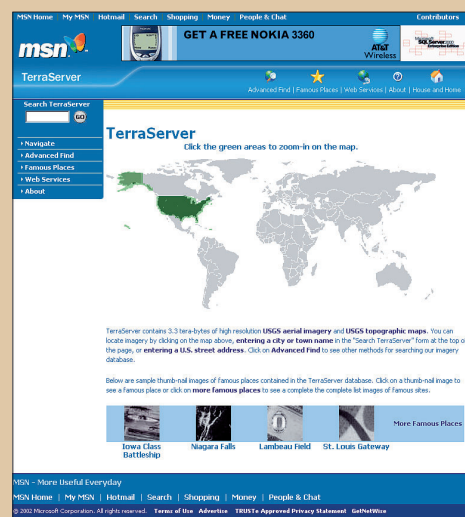 MSN Home | My MSN | Hotmail | Search | Shopping | Money | People & Chat Contributors
msn
GET A FREE NOKIA 3360
AT&T
Wireless
Microsoft
SQL Server 2000
Enterprise Edition
TerraServer
Advanced Find | Famous Places | Web Services | About | House and Home
Search TerraServer
GO
Navigate
Advanced Find
Famous Places
Web Services
About
TerraServer
Click the green areas to zoom-in on the map.
TerraServer contains 3.3 tera-bytes of high resolution USGS aerial imagery and USGS topographic maps. You can
locate imagery by clicking on the map above, entering a city or town name in the "Search TerraServer" form at the top o
the page, or entering a U.S. street address. Click on Advanced Find to see other methods for searching our imagery
database.
Below are sample thumb-nail images of famous places contained in the TerraServer database. Click on a thumb-nail image to
see a famous place or click on more famous places to see a complete the complete list images of famous sites.
Iowa Class
Battleship
Niagara Falls
Lambeau Field
St. Louis Gateway
More Famous Places
MSN - More Useful Everyday
MSN Home | My MSN | Hotmail | Search | Shopping | Money | People & Chat
© 2002 Microsoft Corporation. All rights reserved. Terms of Use Advertise TRUSTe Approved Privacy Statement GetNetWise